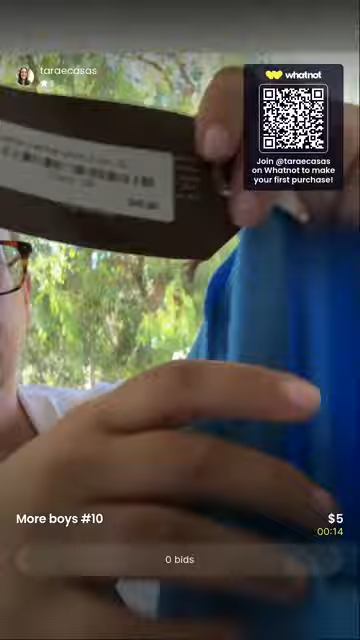 taraecasas
whatnot
Join @taraecasas
on Whatnot to make
your first purchase!
More boys #10
$5
00:14
0 bids